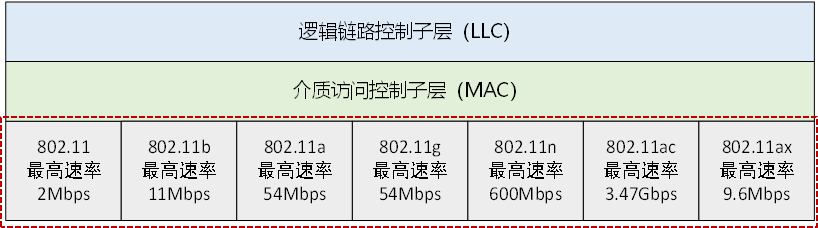 逻辑链路控制子层 (LLC)
介质访问控制子层 (MAC)
802.11
最高速率
2Mbps
802.11b
最高速率
11Mbps
802.11a
最高速率
54Mbps
802.11g
最高速率
54Mbps
802.11n
最高速率
600Mbps
802.11ac
最高速率
3.47Gbps
802.11ax
最高速率
9.6Mbps